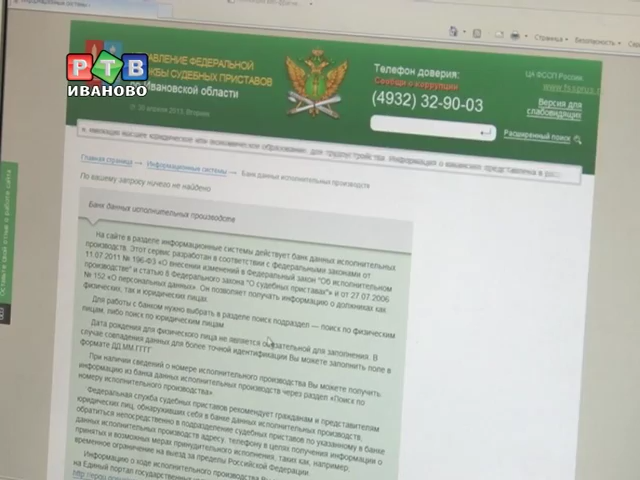 РТВ
ИВАНОВО
ФЕДЕРАЛЬНОЙ
СУДЕБНЫХ ПРИСТАВОВ
по Ивановской области
Телефон доверия:
Сообщи о коррупции
(4932) 32-90-03
ЦА ФССП России
Версия для
слабовидящих
Расширенный поиск
Страница
Безопасность
Главная страница → Информационные системы → Банк данных исполнительных производств
По вашему запросу ничего не найдено
Банк данных исполнительных производств
На сайте в разделе информационные системы действует банк данных исполнительных
производств. Этот сервис разработан в соответствии с федеральными законами от
11.07.2011 № 196-ФЗ «О внесении изменений в Федеральный закон "Об исполнительном
производстве" и статью 8 Федерального закона "О судебных приставах"» и от 27.07.2006
№ 152 «О персональных данных». Он позволяет получать информацию о должниках как
физических, так и юридических лицах.
Для работы с банком нужно выбрать в разделе поиск подраздел — поиск по физическим
лицам, либо поиск по юридическим лицам
Дата рождения для физического лица не является обязательной для заполнения. В
случае совпадения данных для более точной идентификации Вы можете заполнить поле в
формате ДД.ММ.ГГГГ
При наличии сведений о номере исполнительного производства Вы можете получить
информацию из банка данных исполнительных производств через раздел «Поиск по
номеру исполнительного производства».
Федеральная служба судебных приставов рекомендует гражданам и представителям
юридических лиц, обнаруживших себя в банке данных исполнительных производств,
обратиться непосредственно в подразделение судебных приставов по указанному в банке
данных исполнительных производств адресу, телефону в целях получения информации о
принятых и возможных мерах принудительного исполнения, таких как, например,
временное ограничение на выезд за пределы Российской Федерации.
Информацию о ходе исполнительного производства Вы
на Единый портал государственных